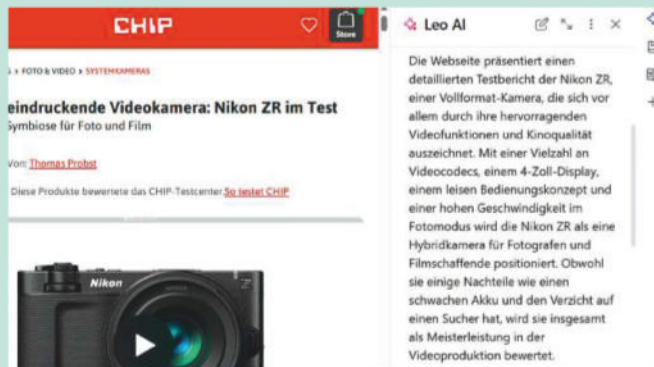 CHIP
Store
> FOTO & VIDEO > SYSTEMKAMERAS
eindruckende Videokamera: Nikon ZR im Test
Symbiose für Foto und Film
Von: Thomas Probst
Diese Produkte bewertete das CHIP-Testcenter. So testet CHIP
Nikon
Z
Leo AI
Die Webseite präsentiert einen
detaillierten Testbericht der Nikon ZR,
einer Vollformat-Kamera, die sich vor
allem durch ihre hervorragenden
Videofunktionen und Kinoqualität
auszeichnet. Mit einer Vielzahl an
Videocodecs, einem 4-Zoll-Display,
einem leisen Bedienungskonzept und
einer hohen Geschwindigkeit im
Fotomodus wird die Nikon ZR als eine
Hybridkamera für Fotografen und
Filmschaffende positioniert. Obwohl
sie einige Nachteile wie einen
schwachen Akku und den Verzicht auf
einen Sucher hat, wird sie insgesamt
als Meisterleistung in der
Videoproduktion bewertet.